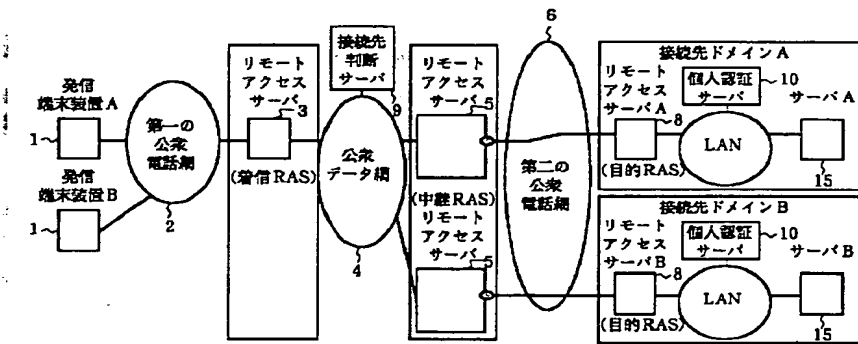 発信
端末装置A
1
発信
端末装置B
1
第一の
公衆
電話網
2
リモート
アクセス
サーバ
3
(着信RAS)
接続先
判断
サーバ
9
公衆
データ網
4
リモート
アクセス
サーバ
5
(中継RAS)
リモート
アクセス
サーバ
5
6
第二の
公衆
電話網
接続先ドメインA
リモート
アクセス
サーバA
8
(目的RAS)
個人認証
サーバ
10
LAN
サーバA
15
接続先ドメインB
リモート
アクセス
サーバB
8
(目的RAS)
個人認証
サーバ
10
LAN
サーバB
15